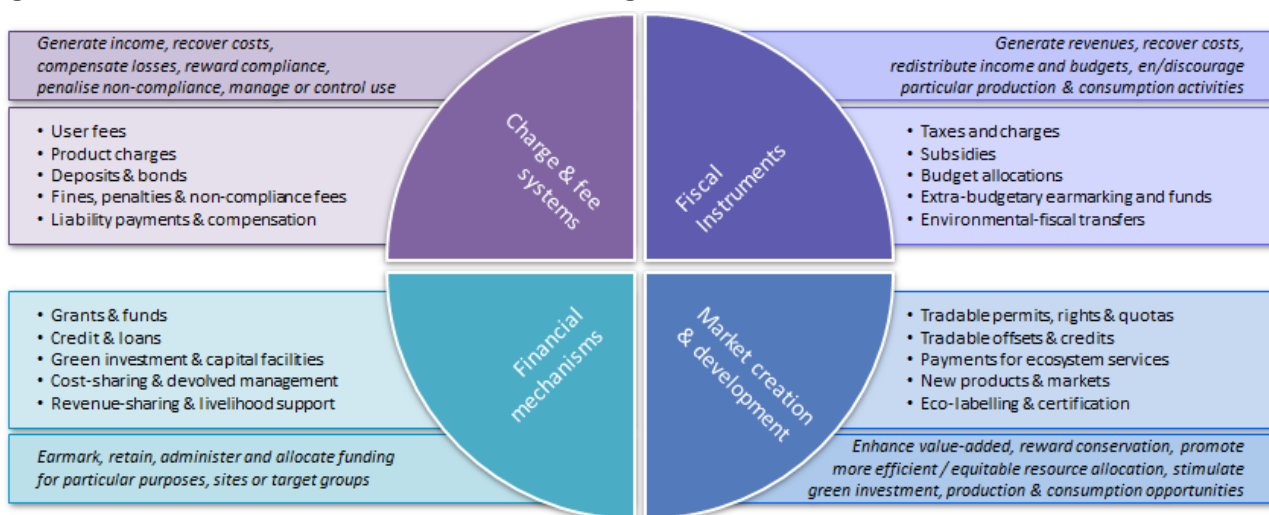 Generate income, recover costs,
compensate losses, reward compliance,
penalise non-compliance, manage or control use
• User fees
• Product charges
• Deposits & bonds
• Fines, penalties & non-compliance fees
• Liability payments & compensation
Charge & fee
systems
Generate revenues, recover costs,
redistribute income and budgets, en/discourage
particular production & consumption activities
• Taxes and charges
• Subsidies
• Budget allocations
• Extra-budgetary earmarking and funds
• Environmental-fiscal transfers
Fiscal
Instruments
• Grants & funds
• Credit & loans
• Green investment & capital facilities
• Cost-sharing & devolved management
• Revenue-sharing & livelihood support
Earmark, retain, administer and allocate funding
for particular purposes, sites or target groups
Financial
mechanisms
• Tradable permits, rights & quotas
• Tradable offsets & credits
• Payments for ecosystem services
• New products & markets
• Eco-labelling & certification
Enhance value-added, reward conservation, promote
more efficient / equitable resource allocation, stimulate
green investment, production & consumption opportunities
Market creation
& development